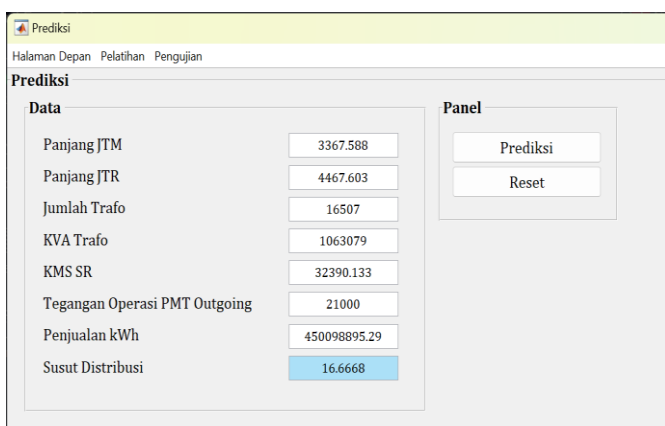 Prediksi
Halaman Depan Pelatihan Pengujian
Prediksi
Data
Panjang JTM 3367.588
Panjang JTR 4467.603
Jumlah Trafo 16507
KVA Trafo 1063079
KMS SR 32390.133
Tegangan Operasi PMT Outgoing 21000
Penjualan kWh 450098895.29
Susut Distribusi 16.6668
Panel
Prediksi
Reset